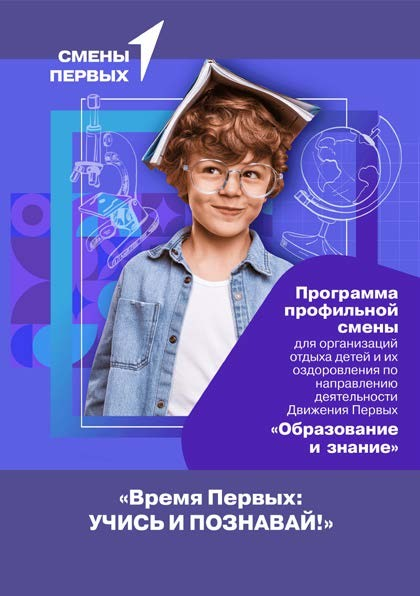 СМЕНЫ
ПЕРВЫХ
Программа
профильной
смены
для организаций
отдыха детей и их
оздоровления по
направлению
деятельности
Движения Первых
«Образование
и знание»
«Время Первых:
УЧИСЬ И ПОЗНАВАЙ!»